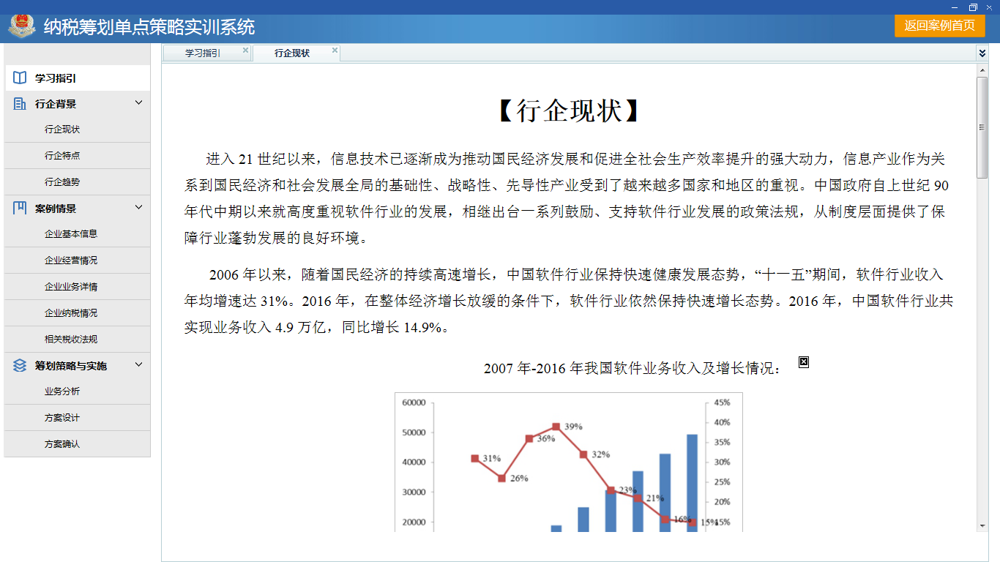 纳税筹划单点策略实训系统
返回案例首页
学习指引
行企背景
行企现状
行企特点
行企趋势
案例情景
企业基本信息
企业经营情况
企业业务详情
企业纳税情况
相关税收法规
筹划策略与实施
业务分析
方案设计
方案确认
学习指引
行企现状
【行企现状】
进入 21 世纪以来，信息技术已逐渐成为推动国民经济发展和促进全社会生产效率提升的强大动力，信息产业作为关
系到国民经济和社会发展全局的基础性、战略性、先导性产业受到了越来越多国家和地区的重视。中国政府自上世纪 90
年代中期以来就高度重视软件行业的发展，相继出台一系列鼓励、支持软件行业发展的政策法规，从制度层面提供了保
障行业蓬勃发展的良好环境。
2006 年以来，随着国民经济的持续高速增长，中国软件行业保持快速健康发展态势，“十一五”期间，软件行业收入
年均增速达 31%。2016 年，在整体经济增长放缓的条件下，软件行业依然保持快速增长态势。2016 年，中国软件行业共
实现业务收入 4.9 万亿，同比增长 14.9%。
2007 年-2016 年我国软件业务收入及增长情况：
60000
50000
40000
30000
20000
31%
26%
36%
39%
32%
23%
21%
16%
15%
45%
40%
35%
30%
25%
20%
15%